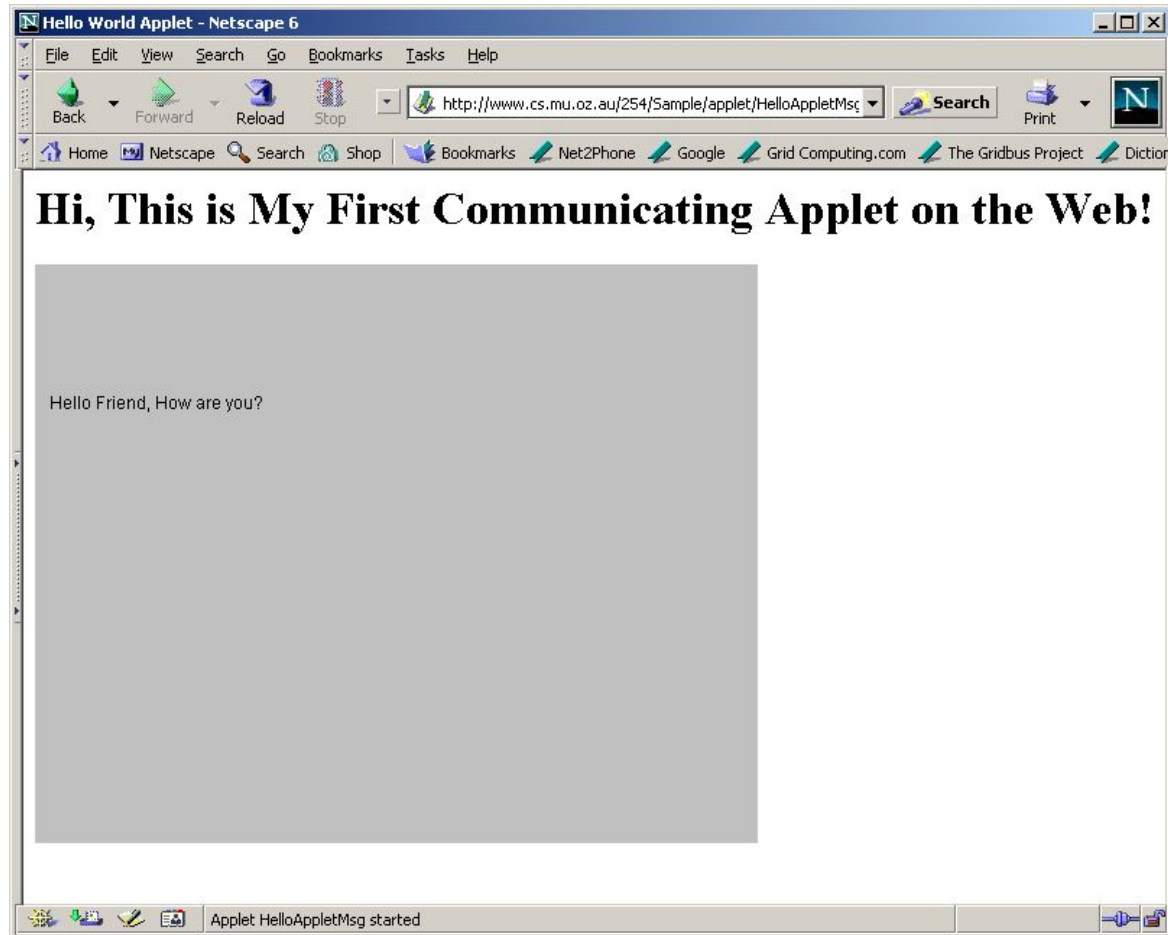 N Hello World Applet - Netscape 6
File Edit View Search Go Bookmarks Tasks Help
Back Forward Reload Stop http://www.cs.mu.oz.au/254/Sample/applet/HelloAppletMsg Search Print N
Home My Netscape Search Shop Bookmarks Net2Phone Google Grid Computing.com The Gridbus Project Diction
Hi, This is My First Communicating Applet on the Web!
Hello Friend, How are you?
Applet HelloAppletMsg started